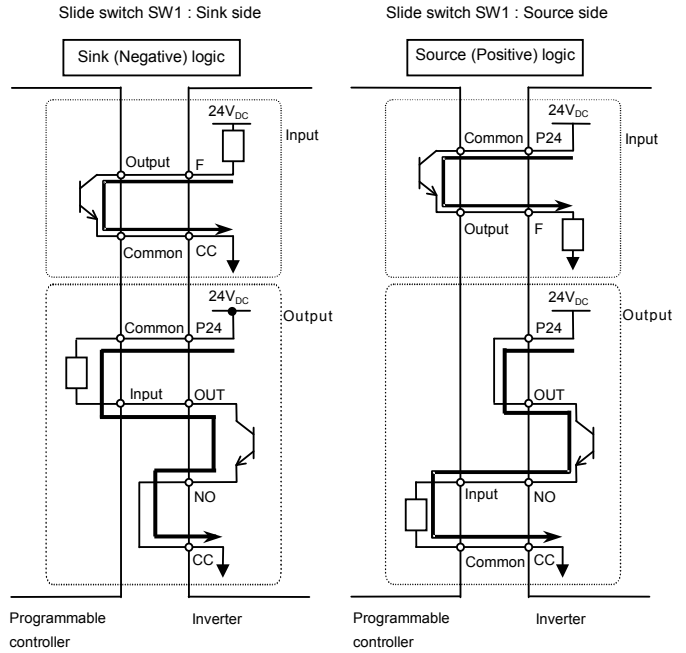 Slide switch SW1 : Sink side
Sink (Negative) logic
24VDC
Input
Output
F
Common
CC
24VDC
Output
Common
P24
Input
OUT
NO
CC
Programmable
controller
Inverter
Slide switch SW1 : Source side
Source (Positive) logic
24VDC
Common
P24
Input
Output
F
24VDC
Output
P24
OUT
Input
NO
Common
CC
Programmable
controller
Inverter